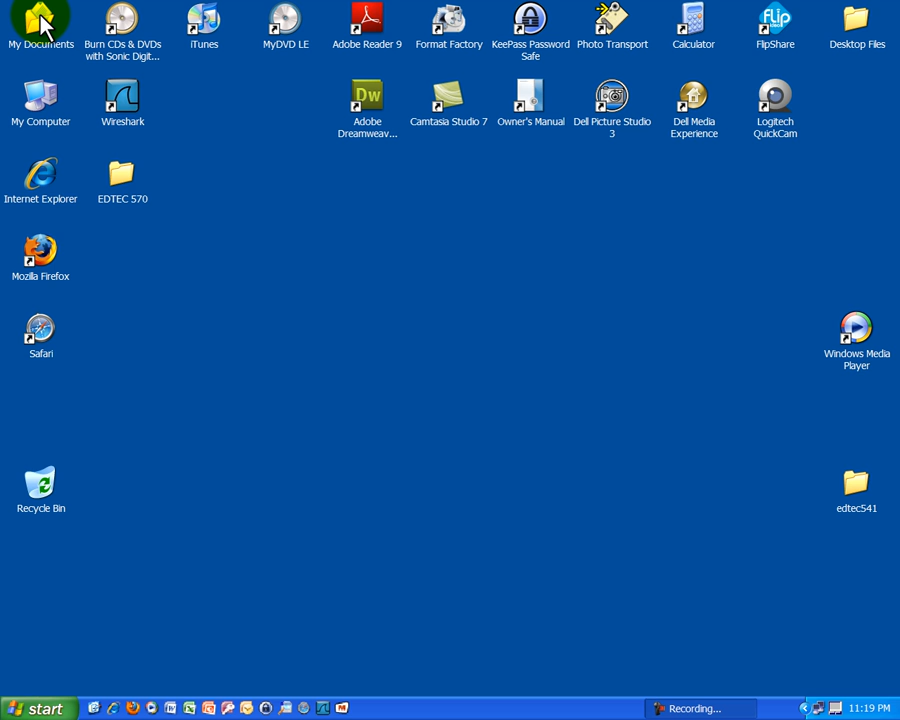 My Documents
Burn CDs & DVDs
with Sonic Digit...
iTunes
MyDVD LE
Adobe Reader 9
Format Factory
KeePass Password
Safe
Photo Transport
Calculator
flip
video
FlipShare
Desktop Files
My Computer
Wireshark
Dw
Adobe
Dreamweav...
Camtasia Studio 7
Owner's Manual
Dell Picture Studio
3
Dell Media
Experience
Logitech
QuickCam
Internet Explorer
EDTEC 570
Mozilla Firefox
Safari
Windows Media
Player
Recycle Bin
edtec541
start
Recording...
11:19 PM